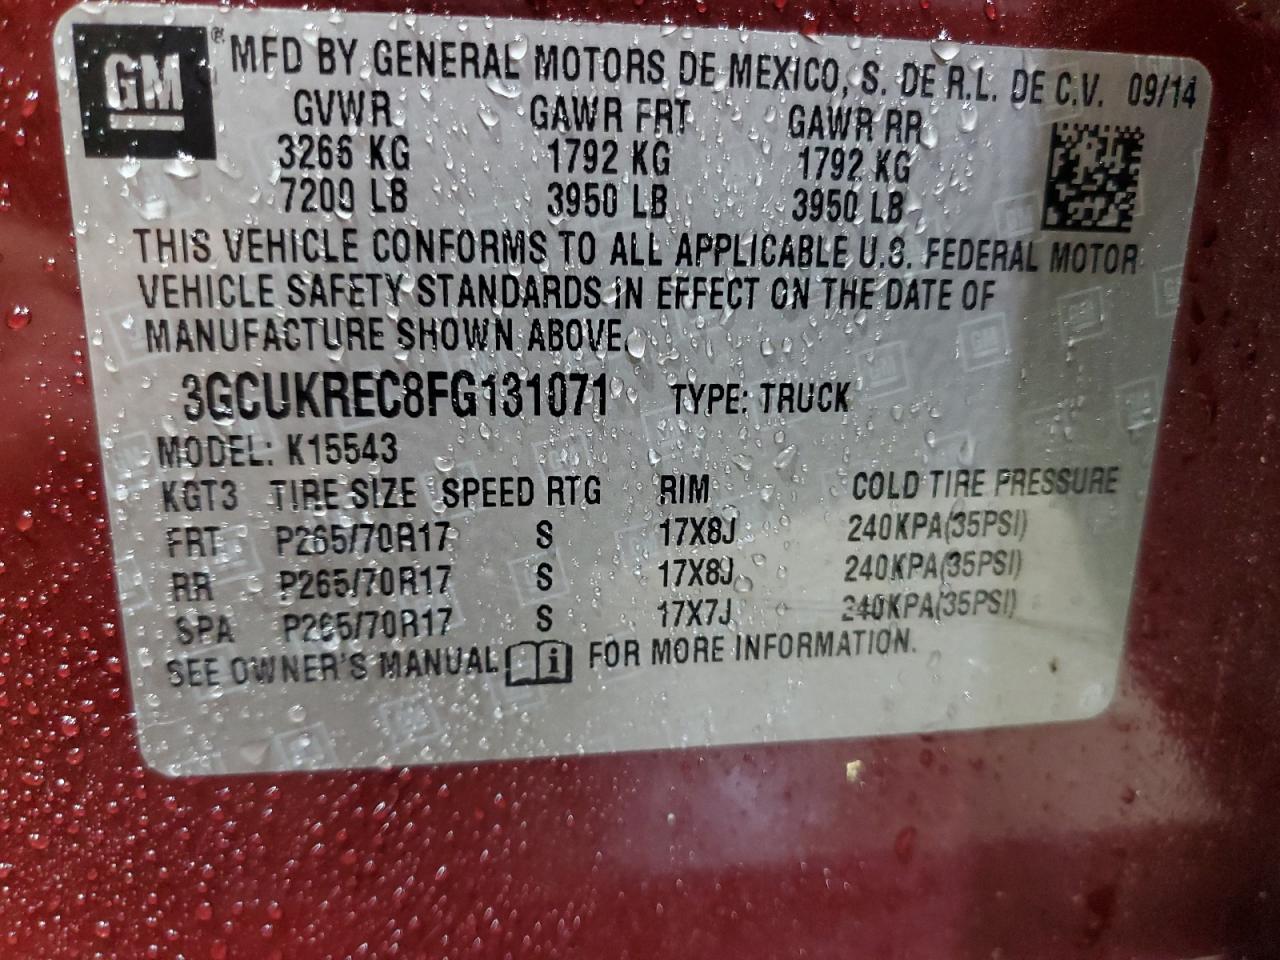 GM® MFD BY GENERAL MOTORS DE MEXICO, S. DE R.L. DE C.V. 09/14
GVWR GAWR FRT GAWR RR
3266 KG 1792 KG 1792 KG
7200 LB 3950 LB 3950 LB
THIS VEHICLE CONFORMS TO ALL APPLICABLE U.S. FEDERAL MOTOR
VEHICLE SAFETY STANDARDS IN EFFECT ON THE DATE OF
MANUFACTURE SHOWN ABOVE.
3GCUKREC8FG131071 TYPE: TRUCK
MODEL: K15543
KGT3 TIRE SIZE SPEED RTG RIM COLD TIRE PRESSURE
FRT P265/70R17 S 17X8J 240KPA(35PSI)
RR P265/70R17 S 17X8J 240KPA(35PSI)
SPA P265/70R17 S 17X7J 240KPA(35PSI)
SEE OWNER'S MANUAL FOR MORE INFORMATION.